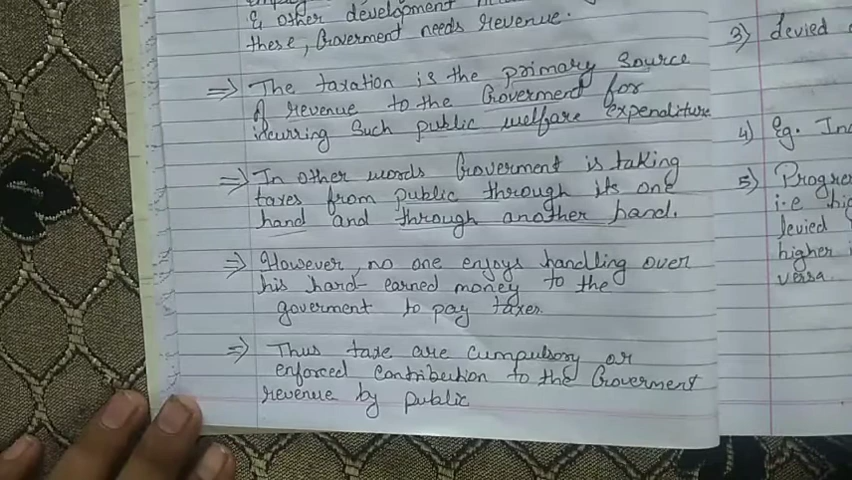 & other development
these, Goverment needs revenue.
=> The taxation is the primary source
of revenue to the Goverment for
incurring such public welfare expenditure
=> In other words Goverment is taking
taxes from public through its one
hand and through another hand.
=> However, no one enjoys handling over
his hard-earned money to the
goverment to pay taxes.
=> Thus taxe are cumpulsory or
enforced contribution to the Goverment
revenue by public
3) levied
4) Eg. Inc
5) Progres
i.e hig
levied
higher i
versa.